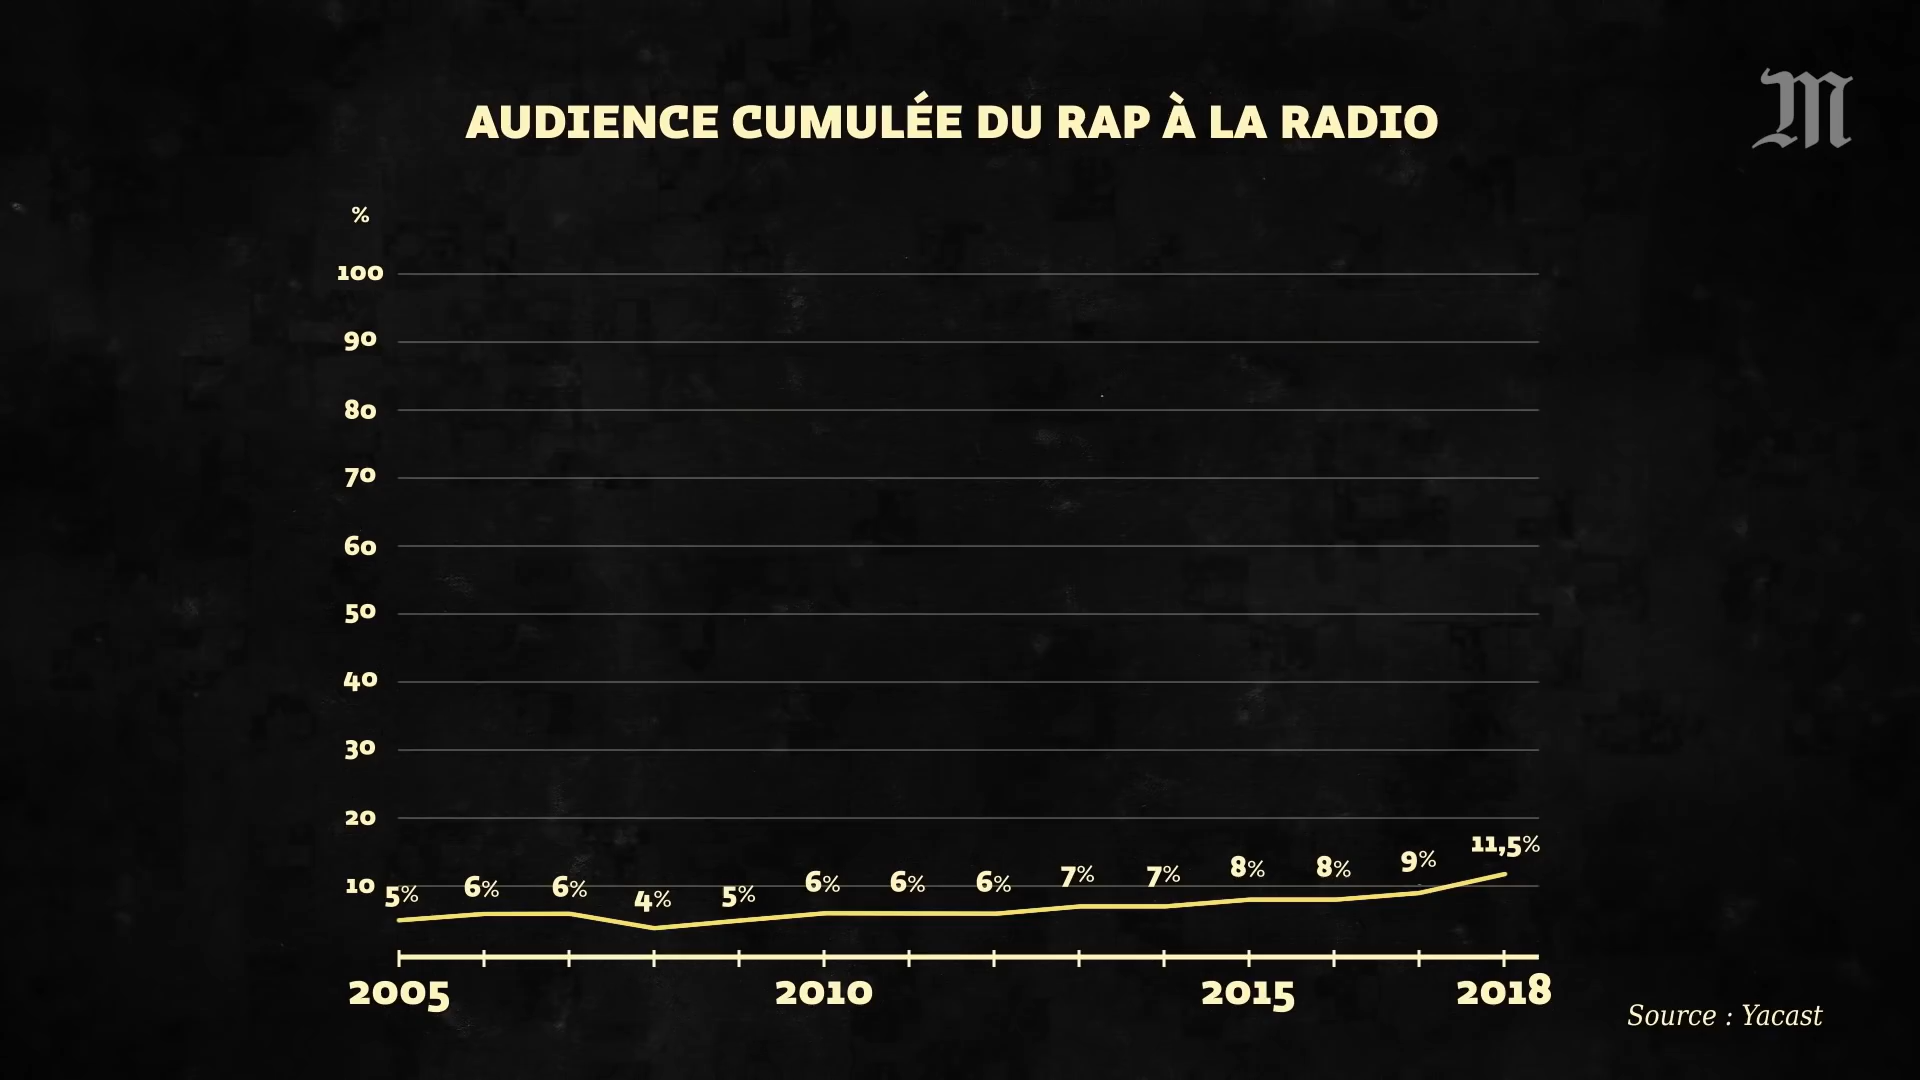 AUDIENCE CUMULÉE DU RAP À LA RADIO
M
%
100
90
80
70
60
50
40
30
20
10
5% 6% 6% 4% 5% 6% 6% 6% 7% 7% 8% 8% 9% 11,5%
2005 2010 2015 2018
Source : Yacast